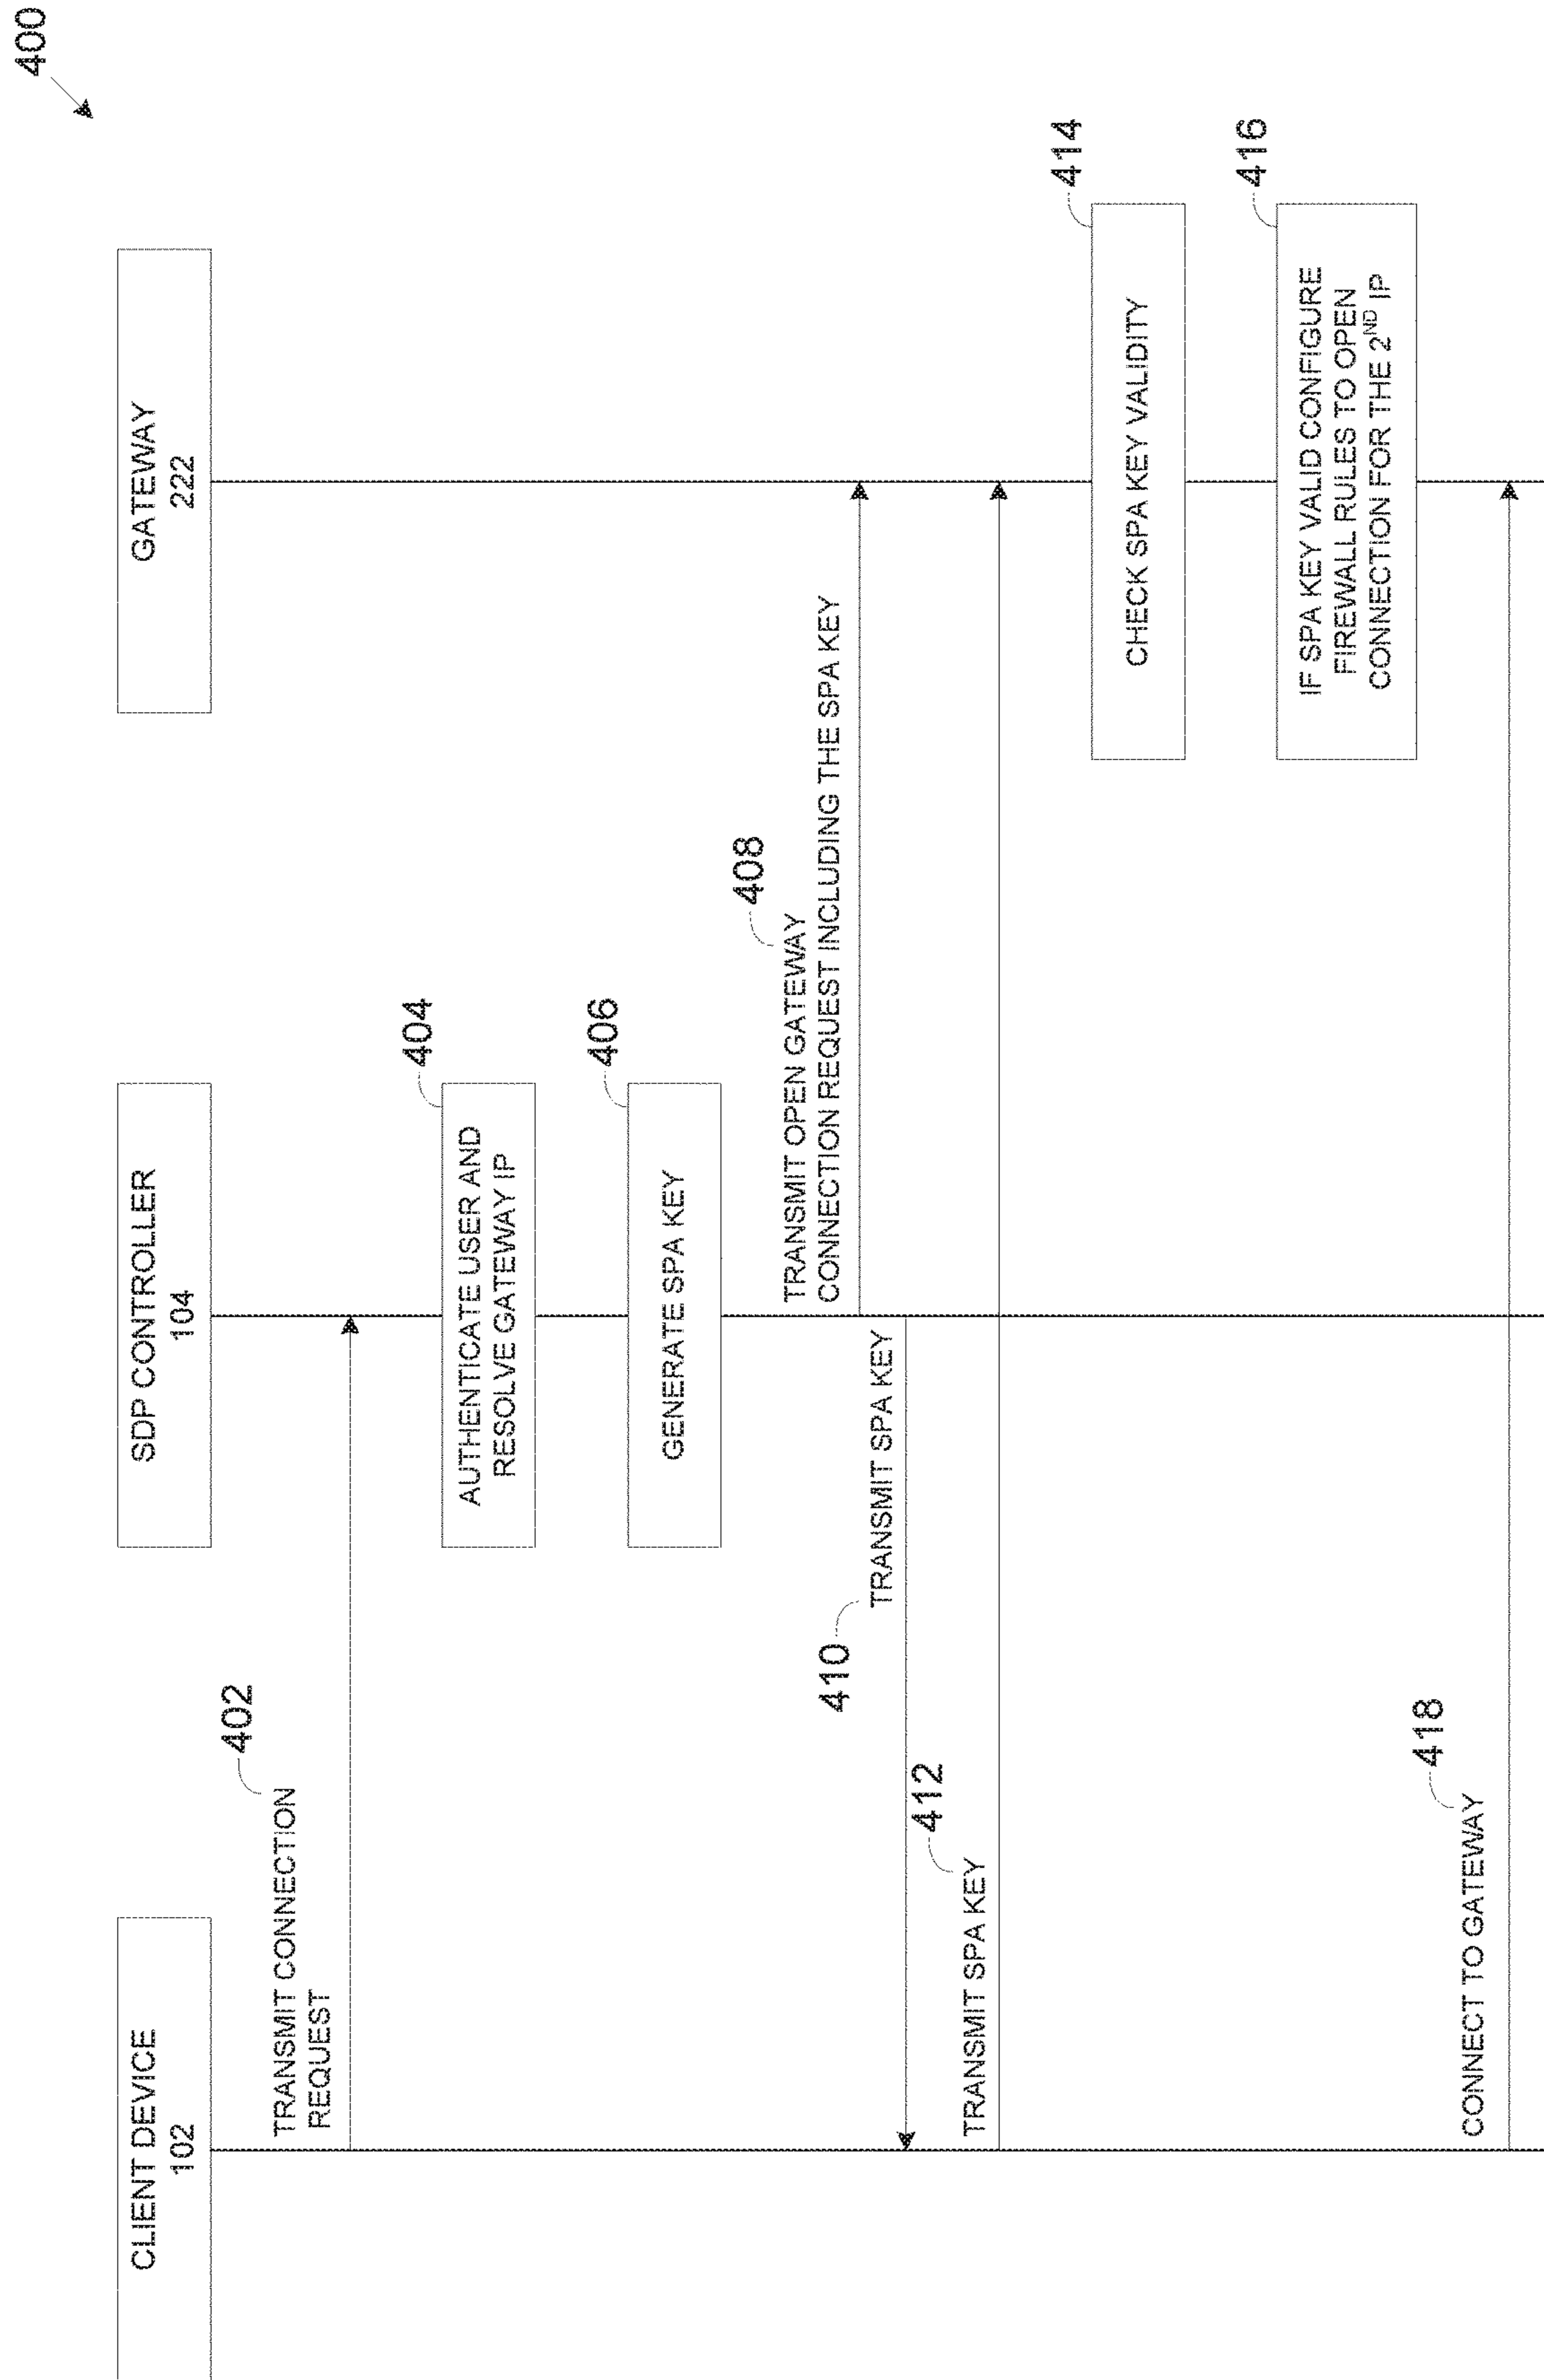 400
CLIENT DEVICE
102
SDP CONTROLLER
104
GATEWAY
222
402
TRANSMIT CONNECTION
REQUEST
404
AUTHENTICATE USER AND
RESOLVE GATEWAY IP
406
GENERATE SPA KEY
408
TRANSMIT OPEN GATEWAY
CONNECTION REQUEST INCLUDING THE SPA KEY
410
TRANSMIT SPA KEY
412
TRANSMIT SPA KEY
414
CHECK SPA KEY VALIDITY
416
IF SPA KEY VALID CONFIGURE
FIREWALL RULES TO OPEN
CONNECTION FOR THE 2ND IP
418
CONNECT TO GATEWAY